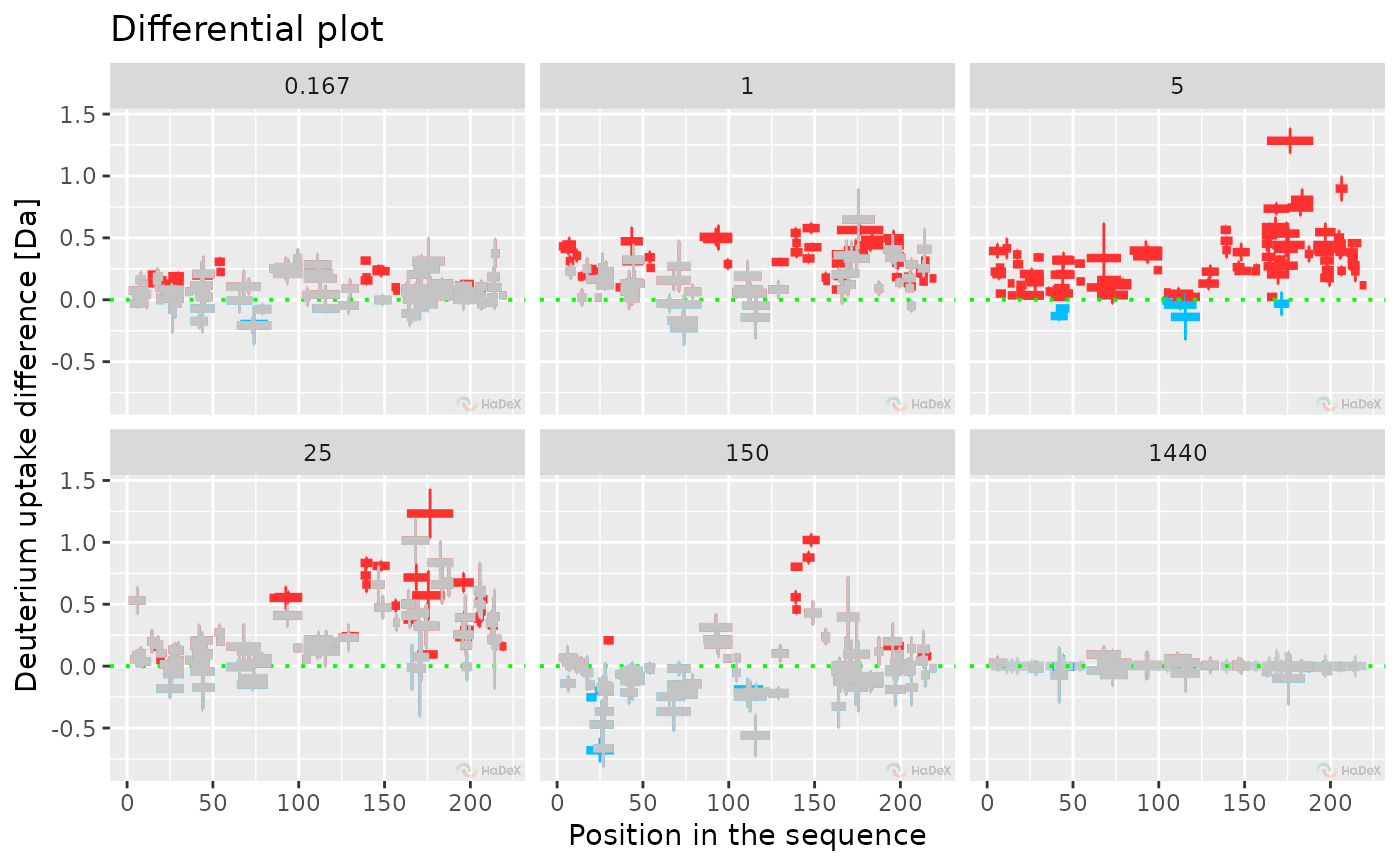 Differential plot
0.167 1 5
1.5
1.0
0.5
0.0
-0.5
HaDeX HaDeX HaDeX
25 150 1440
1.5
1.0
0.5
0.0
-0.5
HaDeX HaDeX HaDeX
0 50 100 150 200 0 50 100 150 200 0 50 100 150 200
Position in the sequence
Deuterium uptake difference [Da]